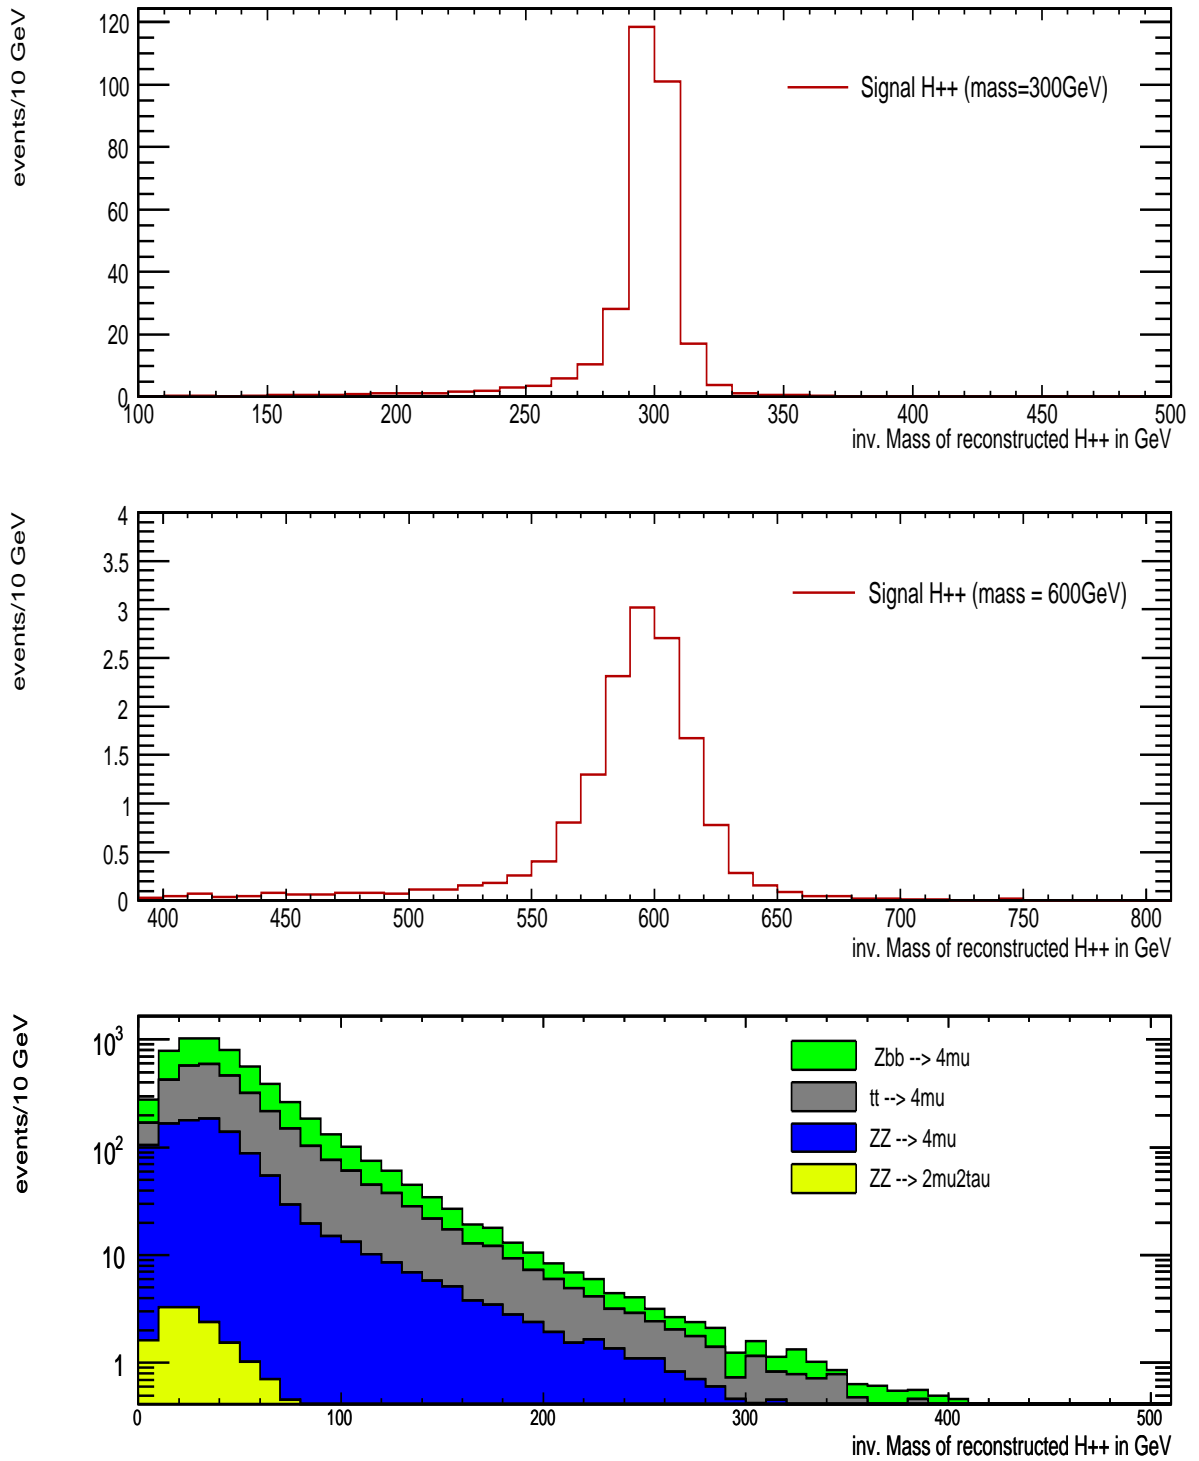 events/10 GeV
120
100
80
60
40
20
0
Signal H++ (mass=300GeV)
100 150 200 250 300 350 400 450 500
inv. Mass of reconstructed H++ in GeV
events/10 GeV
4
3.5
3
2.5
2
1.5
1
0.5
0
Signal H++ (mass = 600GeV)
400 450 500 550 600 650 700 750 800
inv. Mass of reconstructed H++ in GeV
events/10 GeV
10³
10²
10
1
Zbb --> 4mu
tt --> 4mu
ZZ --> 4mu
ZZ --> 2mu2tau
0 100 200 300 400 500
inv. Mass of reconstructed H++ in GeV